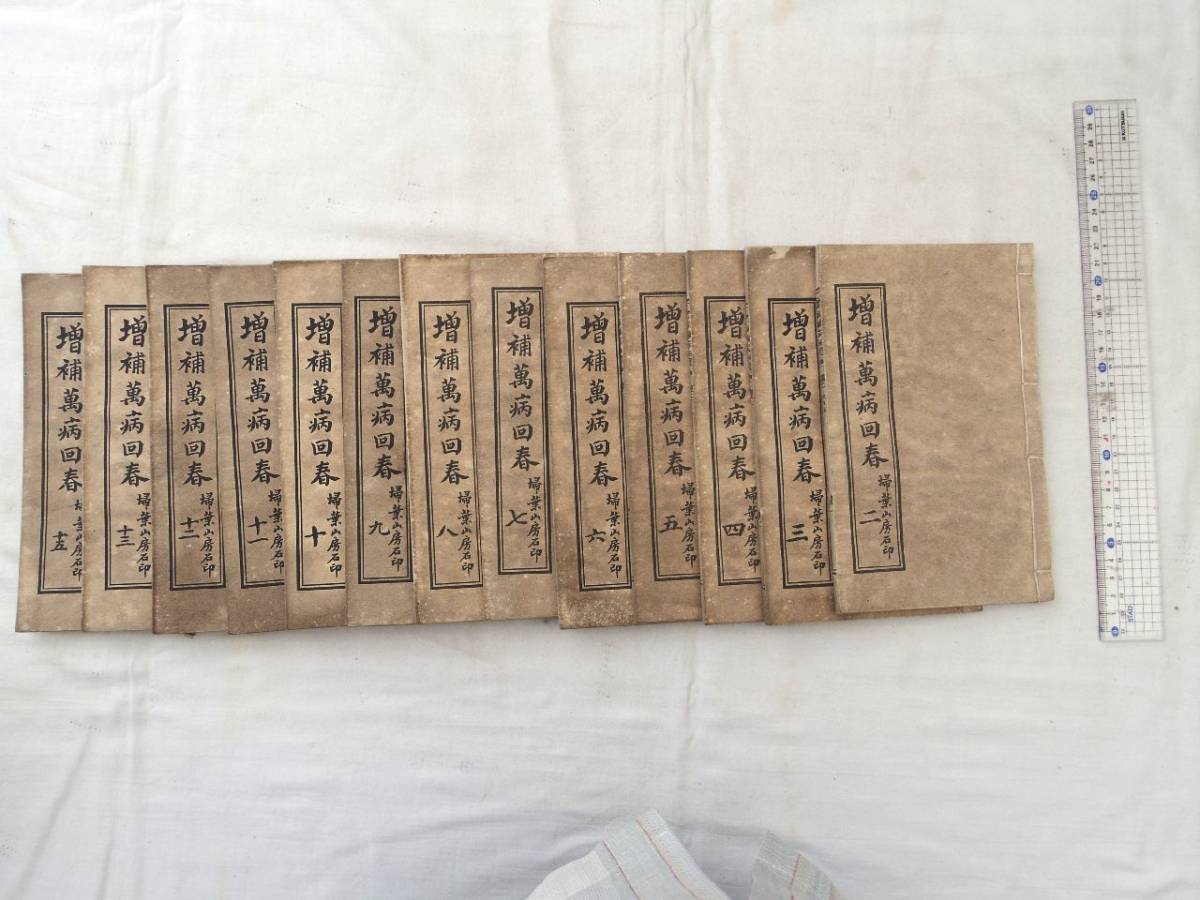 增補萬病回春 掃葉山房石印 二
增補萬病回春 掃葉山房石印 三
增補萬病回春 掃葉山房石印 四
增補萬病回春 掃葉山房石印 五
增補萬病回春 掃葉山房石印 六
增補萬病回春 七
增補萬病回春 八
增補萬病回春 九
增補萬病回春 掃葉山房石印 十
增補萬病回春 掃葉山房石印 十一
增補萬病回春 掃葉山房石印 十二
增補萬病回春 掃葉山房石印 十三
增補萬病回春 掃葉山房石印 十五